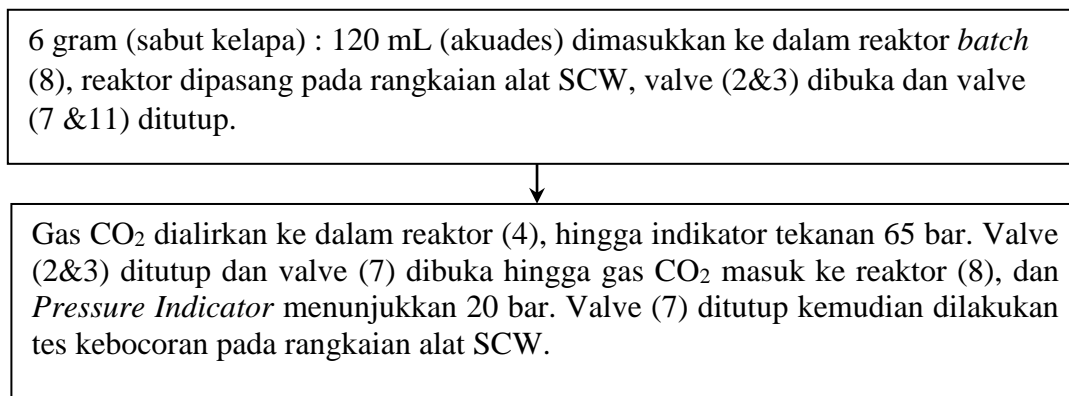 6 gram (sabut kelapa) : 120 mL (akuades) dimasukkan ke dalam reaktor batch
(8), reaktor dipasang pada rangkaian alat SCW, valve (2&3) dibuka dan valve
(7 &11) ditutup.
Gas CO₂ dialirkan ke dalam reaktor (4), hingga indikator tekanan 65 bar. Valve
(2&3) ditutup dan valve (7) dibuka hingga gas CO₂ masuk ke reaktor (8), dan
Pressure Indicator menunjukkan 20 bar. Valve (7) ditutup kemudian dilakukan
tes kebocoran pada rangkaian alat SCW.